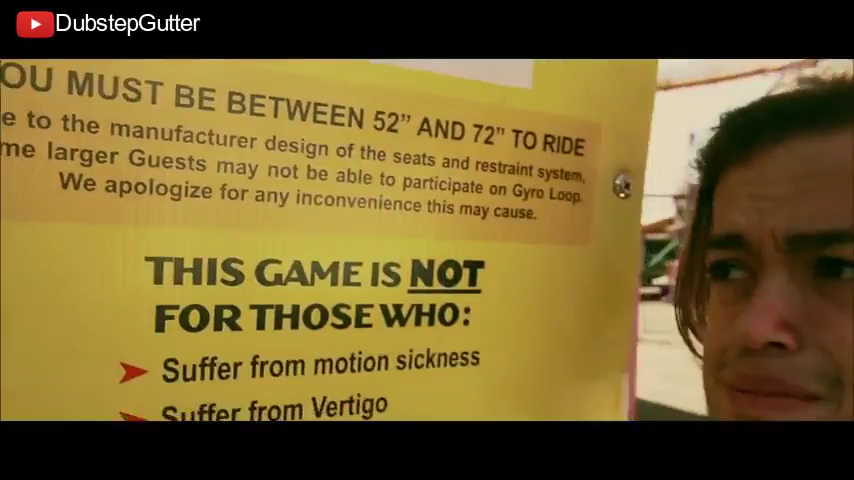 DubstepGutter
OU MUST BE BETWEEN 52” AND 72” TO RIDE
e to the manufacturer design of the seats and restraint system,
me larger Guests may not be able to participate on Gyro Loop.
We apologize for any inconvenience this may cause.
THIS GAME IS NOT
FOR THOSE WHO:
Suffer from motion sickness
Suffer from Vertigo